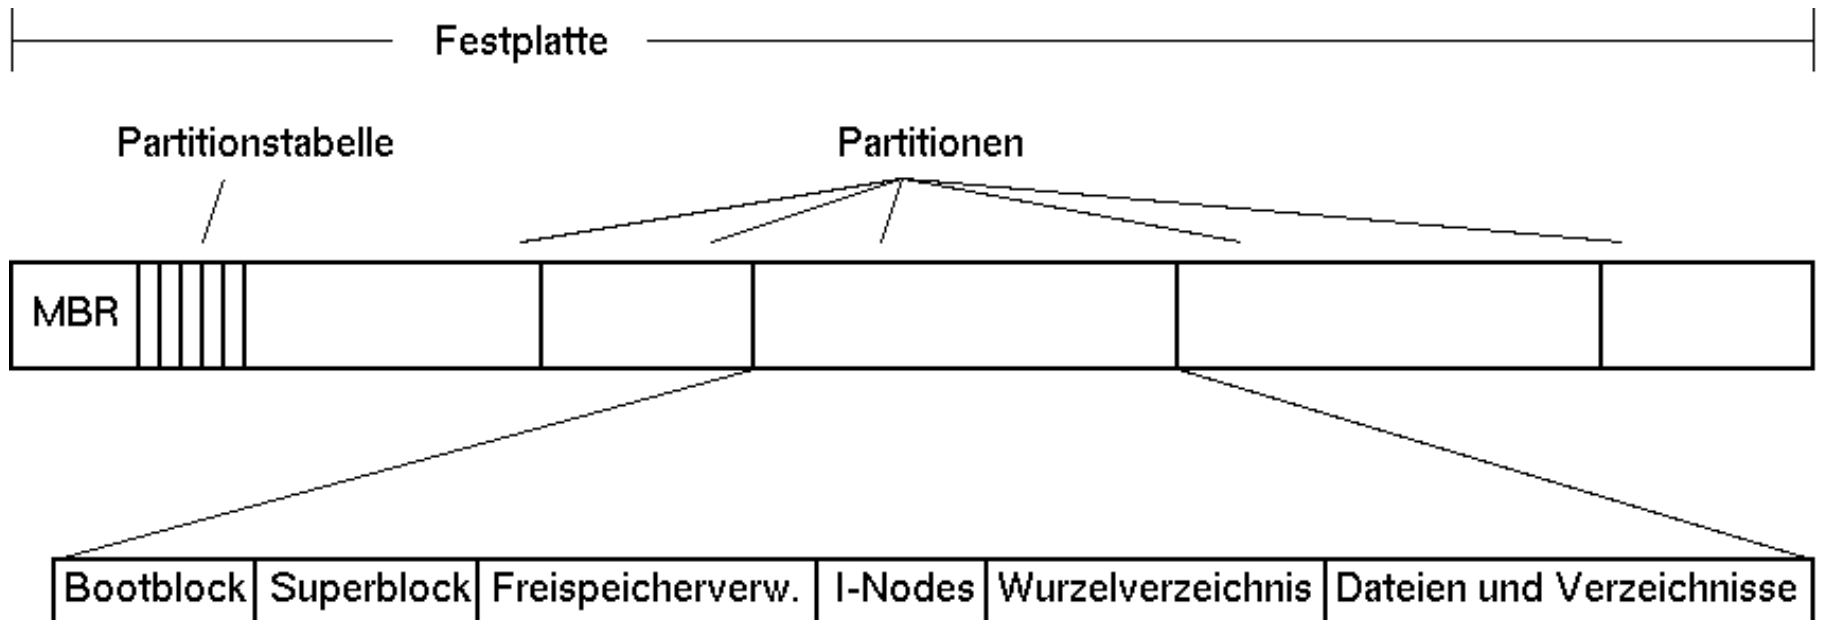 Festplatte
Partitionstabelle
Partitionen
MBR
Bootblock
Superblock
Freispeicherverw.
I-Nodes
Wurzelverzeichnis
Dateien und Verzeichnisse